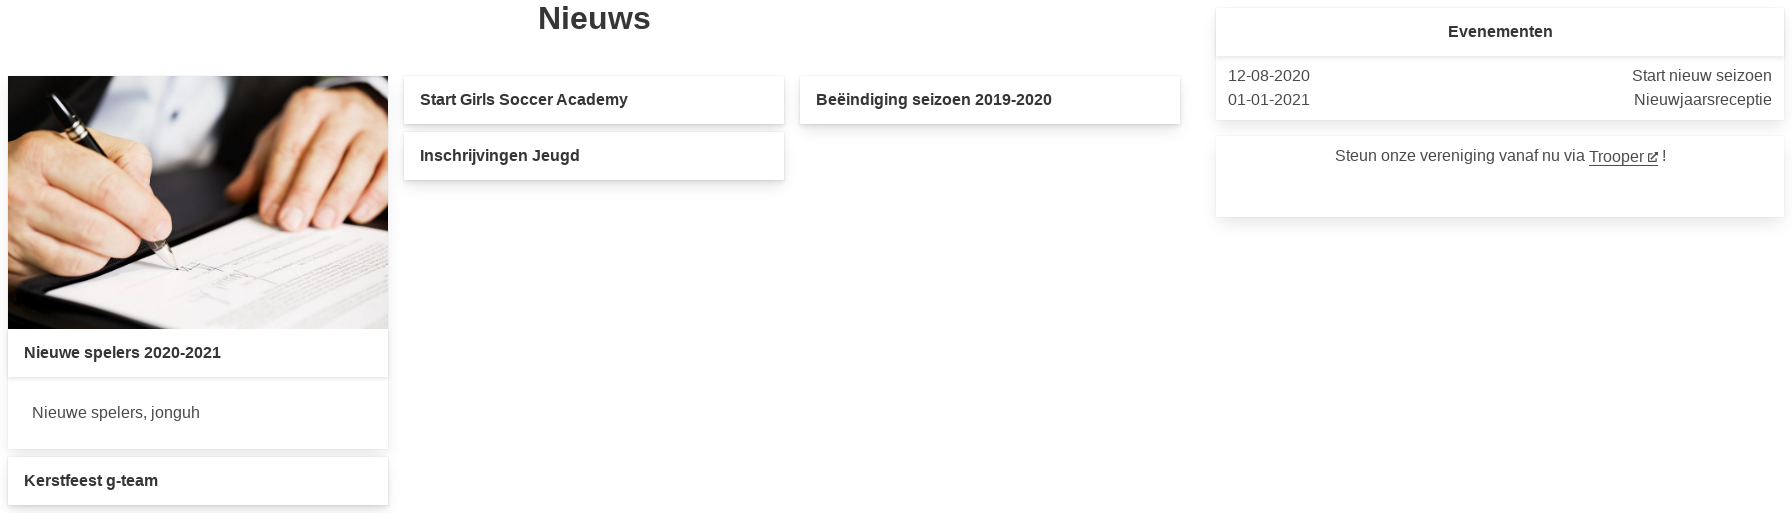 Nieuws
Nieuwe spelers 2020-2021
Nieuwe spelers, jonguh
Kerstfeest g-team
Start Girls Soccer Academy
Inschrijvingen Jeugd
Beëindiging seizoen 2019-2020
Evenementen
12-08-2020 Start nieuw seizoen
01-01-2021 Nieuwjaarsreceptie
Steun onze vereniging vanaf nu via Trooper !